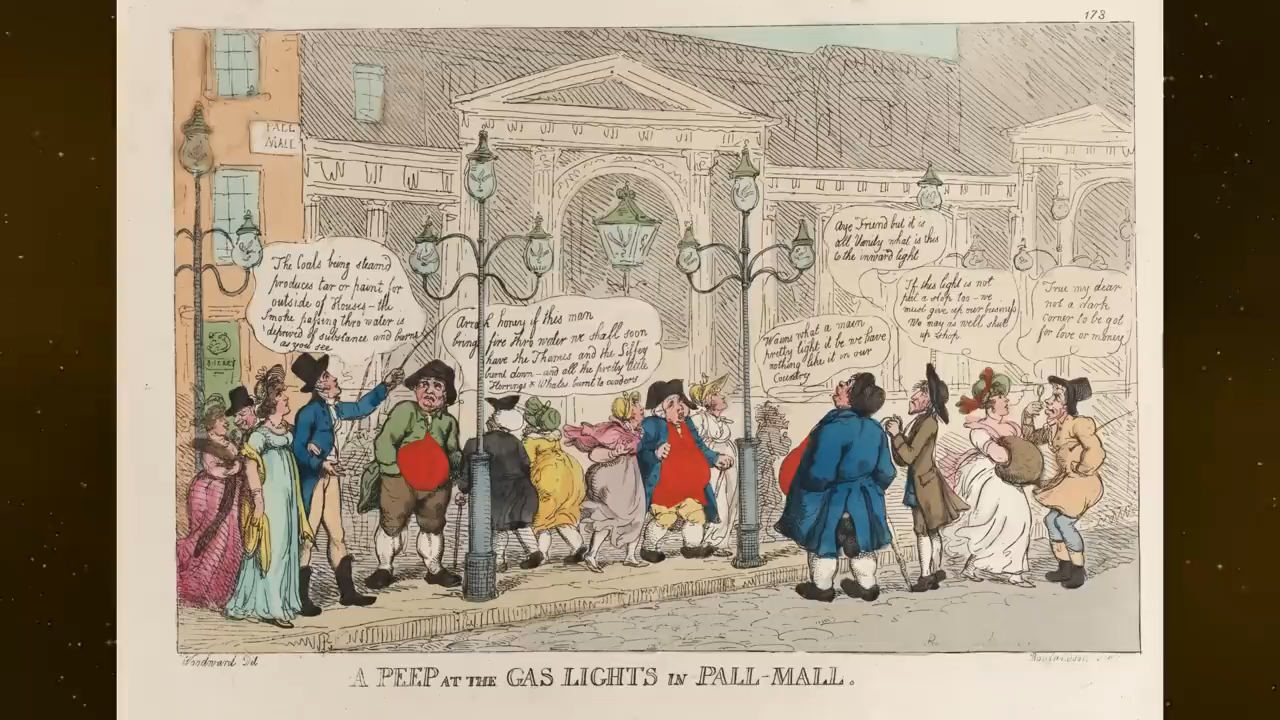 173
PALL
MALL
The Coals being steamd
produces tar or paint for
outside of Houses - the
Smoke passing thro water is
deprived of substance and burns
as you see
Arrah honey if this man
bring fire thro water we shall soon
have the Thames and the Liffey
burnt down - and all the pretty little
Herrings & Whales burnt to cinders
Wauns what a main
pretty light it be we have
nothing like it in our
Country
Aye Friend but it is
all Vanity what is this
to the inward light
If this light is not
put a stop too - we
must give up our business
We may as well shut
up shop
True my dear
not a dark
corner to be got
for love or money
Woodward Del
Rowlandson
A PEEP AT THE GAS LIGHTS IN PALL-MALL.